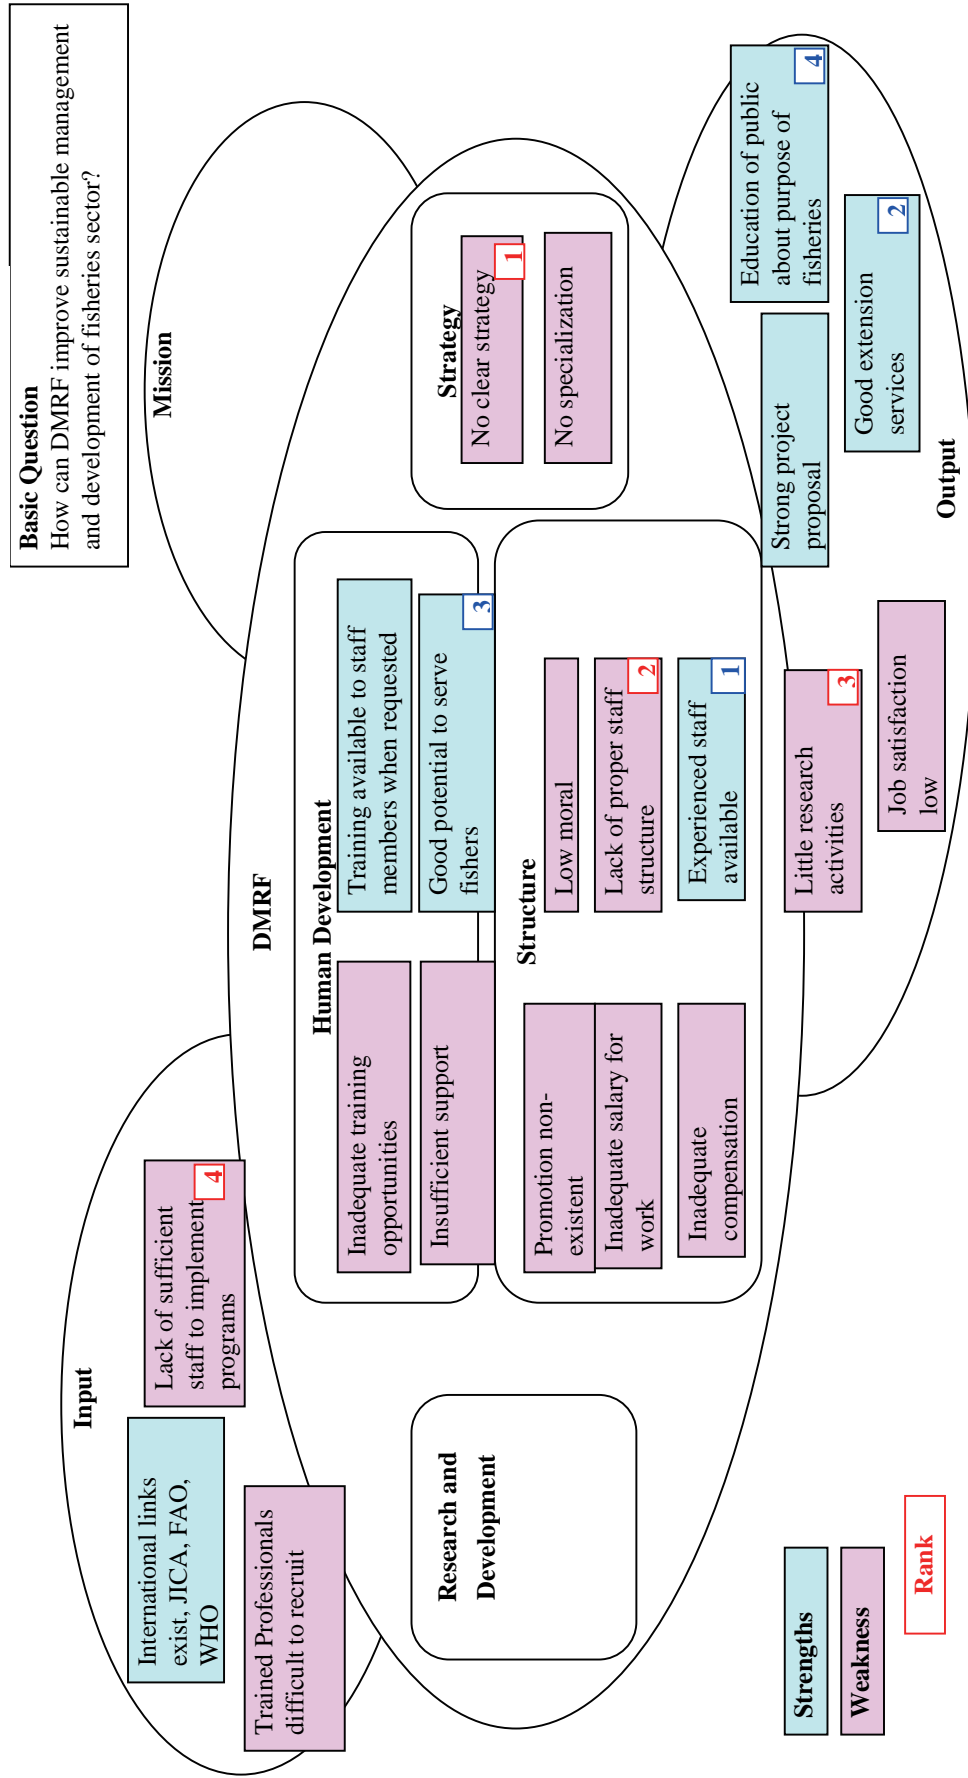 Basic Question
How can DMRF improve sustainable management
and development of fisheries sector?
Input
Mission
International links
exist, JICA, FAO,
WHO
Lack of sufficient
staff to implement
programs
4
Trained Professionals
difficult to recruit
DMRF
Human Development
Inadequate training
opportunities
Training available to staff
members when requested
Insufficient support
Good potential to serve
fishers
3
Research and
Development
Structure
Promotion non-
existent
Low moral
Inadequate salary for
work
Lack of proper staff
structure
2
Inadequate
compensation
Experienced staff
available
1
Strategy
No clear strategy
1
No specialization
Little research
activities
3
Job satisfaction
low
Strong project
proposal
Education of public
about purpose of
fisheries
4
Good extension
services
2
Output
Strengths
Weakness
Rank